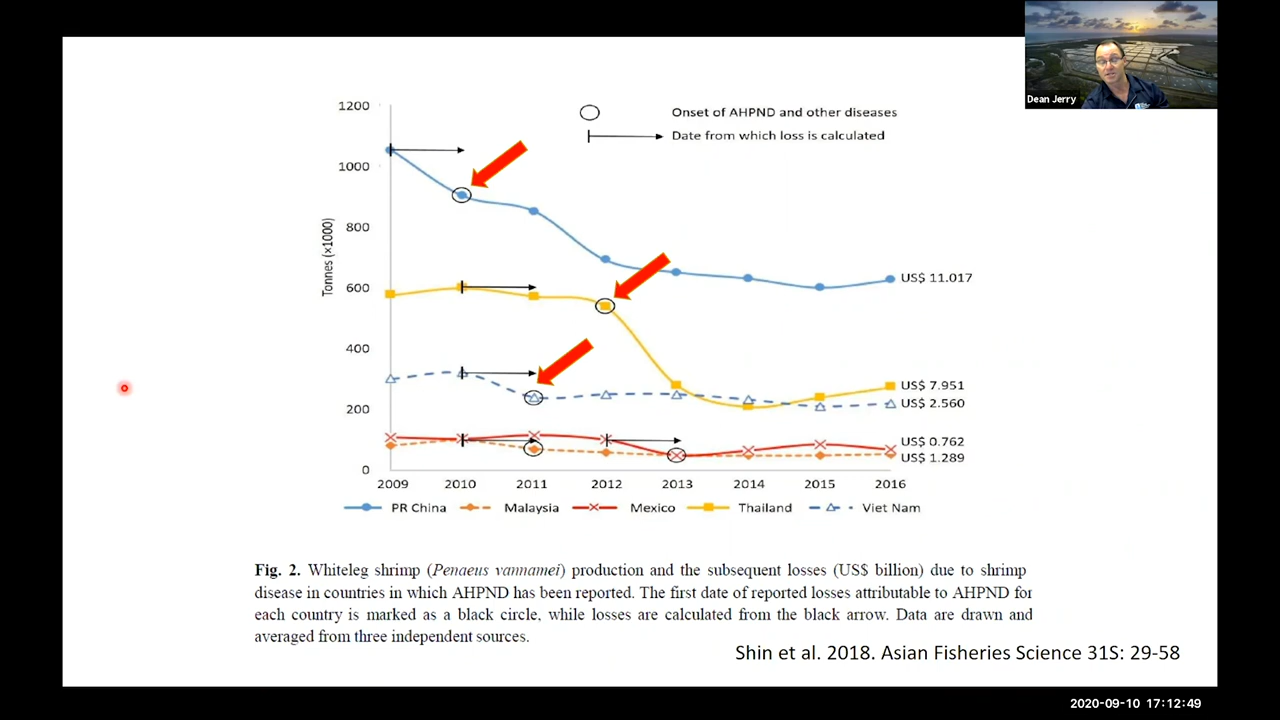 Dean Jerry
1200
1000
800
600
400
200
0
Tonnes (×1000)
Onset of AHPND and other diseases
Date from which loss is calculated
US$ 11.017
US$ 7.951
US$ 2.560
US$ 0.762
US$ 1.289
2009 2010 2011 2012 2013 2014 2015 2016
PR China Malaysia Mexico Thailand Viet Nam
Fig. 2. Whiteleg shrimp (Penaeus vannamei) production and the subsequent losses (US$ billion) due to shrimp
disease in countries in which AHPND has been reported. The first date of reported losses attributable to AHPND for
each country is marked as a black circle, while losses are calculated from the black arrow. Data are drawn and
averaged from three independent sources.
Shin et al. 2018. Asian Fisheries Science 31S: 29-58
2020-09-10 17:12:49